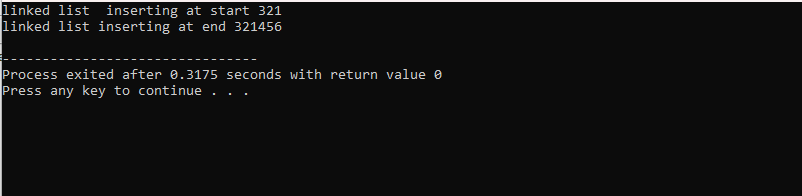 linked list  inserting at start 321
linked list inserting at end 321456
--------------------------------
Process exited after 0.3175 seconds with return value 0
Press any key to continue . . .